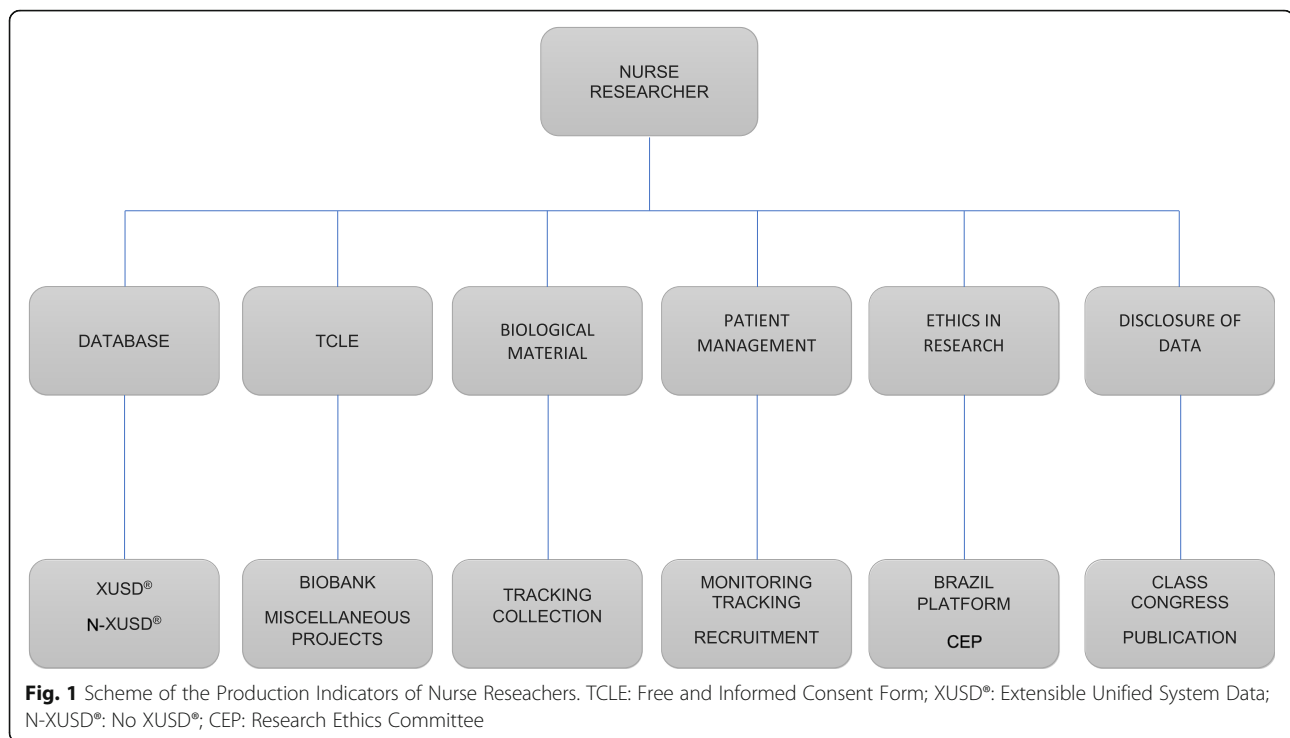 NURSE
RESEARCHER
DATABASE
TCLE
BIOLOGICAL
MATERIAL
PATIENT
MANAGEMENT
ETHICS IN
RESEARCH
DISCLOSURE OF
DATA
XUSD®
N-XUSD®
BIOBANK
MISCELLANEOUS
PROJECTS
TRACKING
COLLECTION
MONITORING
TRACKING
RECRUITMENT
BRAZIL
PLATFORM
CEP
CLASS
CONGRESS
PUBLICATION
Fig. 1 Scheme of the Production Indicators of Nurse Reseachers. TCLE: Free and Informed Consent Form; XUSD®: Extensible Unified System Data;
N-XUSD®: No XUSD®; CEP: Research Ethics Committee